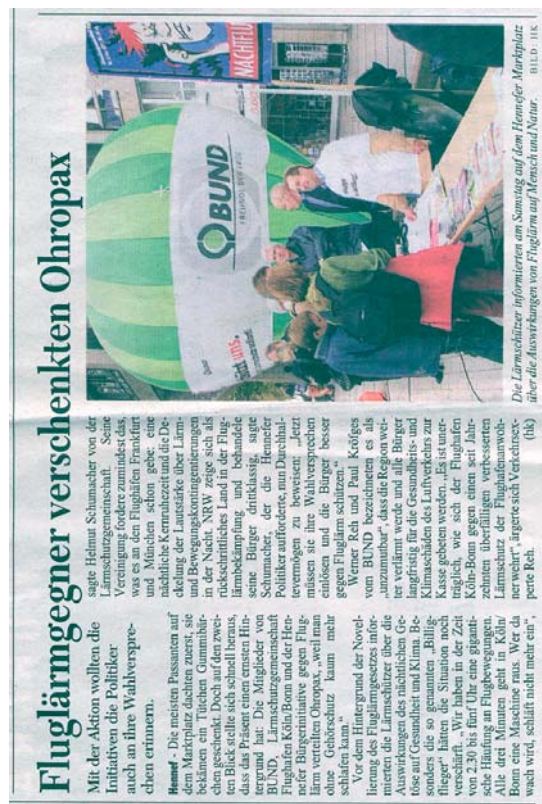 Fluglärmgegner verschenkten Ohropax
Mit der Aktion wollten die
Initiativen die Politiker
auch an ihre Wahlverspre-
chen erinnern.
Hennef - Die meisten Passanten auf
dem Marktplatz dachten zuerst, sie
bekämen ein Tütchen Gummibär-
chen geschenkt. Doch auf den zwei-
ten Blick stellte sich schnell heraus,
dass das Präsent einen ernsten Hin-
tergrund hat: Die Mitglieder von
BUND, Lärmschutzgemeinschaft
Flughafen Köln/Bonn und der Hen-
nefer Bürgerinitiative gegen Flug-
lärm verteilten Ohropax, „weil man
ohne Gehörschutz kaum mehr
schlafen kann.“
Vor dem Hintergrund der Novel-
lierung des Fluglärmgesetzes infor-
mierten die Lärmschützer über die
Auswirkungen des nächtlichen Ge-
töse auf Gesundheit und Klima. Be-
sonders die so genannten „Billig-
flieger“ hätten die Situation noch
verschärft. „Wir haben in der Zeit
von 2.30 bis fünf Uhr eine giganti-
sche Häufung an Flugbewegungen.
Alle drei Minuten geht in Köln/
Bonn eine Maschine raus. Wer da
wach wird, schläft nicht mehr ein“,
sagte Helmut Schumacher von der
Lärmschutzgemeinschaft. Seine
Vereinigung fordere zumindest das,
was es an den Flughäfen Frankfurt
und München schon gebe: eine
nächtliche Kernruhezeit und die De-
ckelung der Lautstärke über Lärm-
und Bewegungskontingentierungen
in der Nacht. NRW zeige sich als
rückschrittliches Land in der Flug-
lärmbekämpfung und behandele
seine Bürger drittklassig, sagte
Schumacher, der die Hennefer
Politiker aufforderte, nun Durchhal-
tevermögen zu beweisen: „Jetzt
müssen sie ihre Wahlversprechen
einlösen und die Bürger besser
gegen Fluglärm schützen.“
Werner Reh und Paul Kröfges
vom BUND bezeichneten es als
„unzumutbar“, dass die Region wei-
ter verlärmt werde und alle Bürger
langfristig für die Gesundheits- und
Klimaschäden des Luftverkehrs zur
Kasse gebeten werden. „Es ist uner-
träglich, wie sich der Flughafen
Köln-Bonn gegen einen seit Jahr-
zehnten überfälligen verbesserten
Lärmschutz der Flughafenanwoh-
ner wehrt“, ärgerte sich Verkehrsex-
perte Reh. (hk)
BUND
FREUNDE DER ERDE
uns.
NACHTFLU
Die Lärmschützer informierten am Samstag auf dem Hennefer Marktplatz
über die Auswirkungen von Fluglärm auf Mensch und Natur. BILD: HK